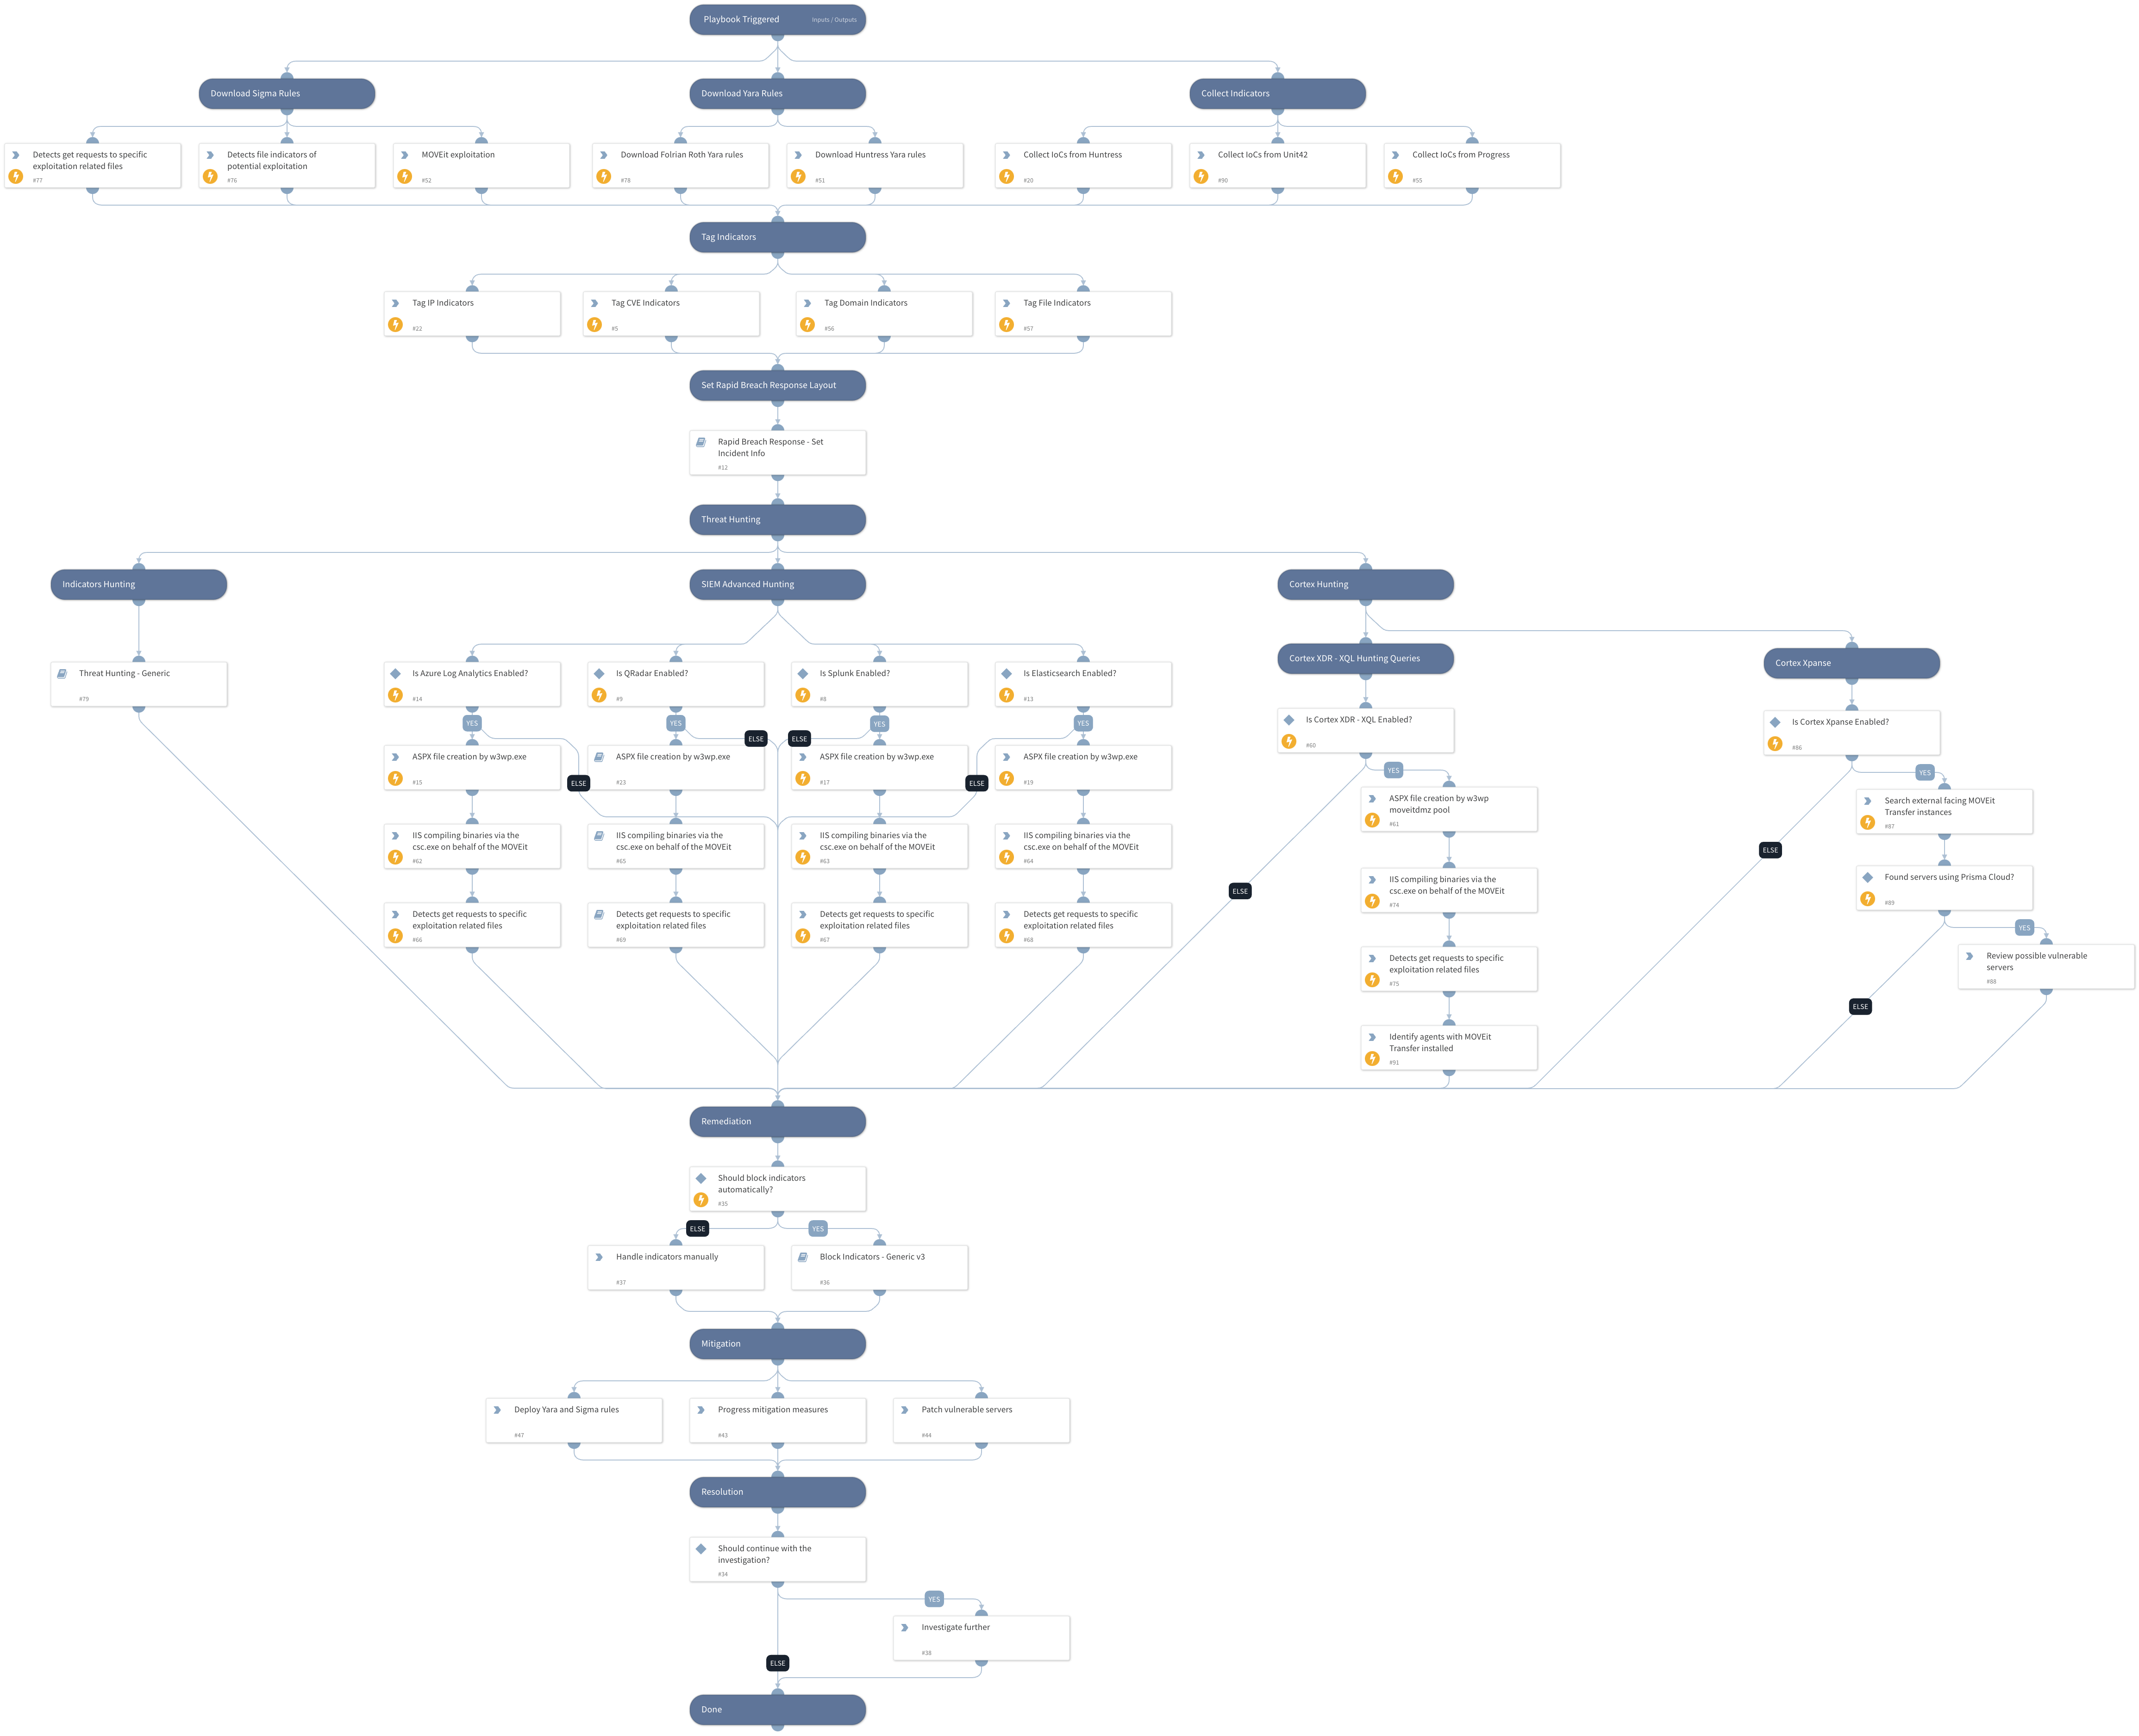 Playbook Triggered
Inputs / Outputs
Download Sigma Rules
Download Yara Rules
Collect Indicators
Detects get requests to specific
exploitation related files
#77
Detects file indicators of
potential exploitation
#76
MOVEit exploitation
#52
Download Folrian Roth Yara rules
#78
Download Huntress Yara rules
#51
Collect IoCs from Huntress
#20
Collect IoCs from Unit42
#90
Collect IoCs from Progress
#55
Tag Indicators
Tag IP Indicators
#22
Tag CVE Indicators
#5
Tag Domain Indicators
#56
Tag File Indicators
#57
Set Rapid Breach Response Layout
Rapid Breach Response - Set
Incident Info
#12
Threat Hunting
Indicators Hunting
SIEM Advanced Hunting
Cortex Hunting
Threat Hunting - Generic
#79
Is Azure Log Analytics Enabled?
#14
Is QRadar Enabled?
#9
Is Splunk Enabled?
#8
Is Elasticsearch Enabled?
#13
Cortex XDR - XQL Hunting Queries
Cortex Xpanse
Is Cortex XDR - XQL Enabled?
#60
Is Cortex Xpanse Enabled?
#86
YES
YES
YES
YES
ELSE
ELSE
ASPX file creation by w3wp.exe
#15
ASPX file creation by w3wp.exe
#23
ASPX file creation by w3wp.exe
#17
ASPX file creation by w3wp.exe
#19
ELSE
ELSE
YES
YES
ASPX file creation by w3wp
moveitdmz pool
#61
Search external facing MOVEit
Transfer instances
#87
IIS compiling binaries via the
csc.exe on behalf of the MOVEit
#62
IIS compiling binaries via the
csc.exe on behalf of the MOVEit
#65
IIS compiling binaries via the
csc.exe on behalf of the MOVEit
#63
IIS compiling binaries via the
csc.exe on behalf of the MOVEit
#64
ELSE
ELSE
IIS compiling binaries via the
csc.exe on behalf of the MOVEit
#74
Found servers using Prisma Cloud?
#89
Detects get requests to specific
exploitation related files
#66
Detects get requests to specific
exploitation related files
#69
Detects get requests to specific
exploitation related files
#67
Detects get requests to specific
exploitation related files
#68
YES
Detects get requests to specific
exploitation related files
#75
Review possible vulnerable
servers
#88
ELSE
Identify agents with MOVEit
Transfer installed
#91
Remediation
Should block indicators
automatically?
#35
ELSE
YES
Handle indicators manually
#37
Block Indicators - Generic v3
#36
Mitigation
Deploy Yara and Sigma rules
#47
Progress mitigation measures
#43
Patch vulnerable servers
#44
Resolution
Should continue with the
investigation?
#34
YES
Investigate further
#38
ELSE
Done